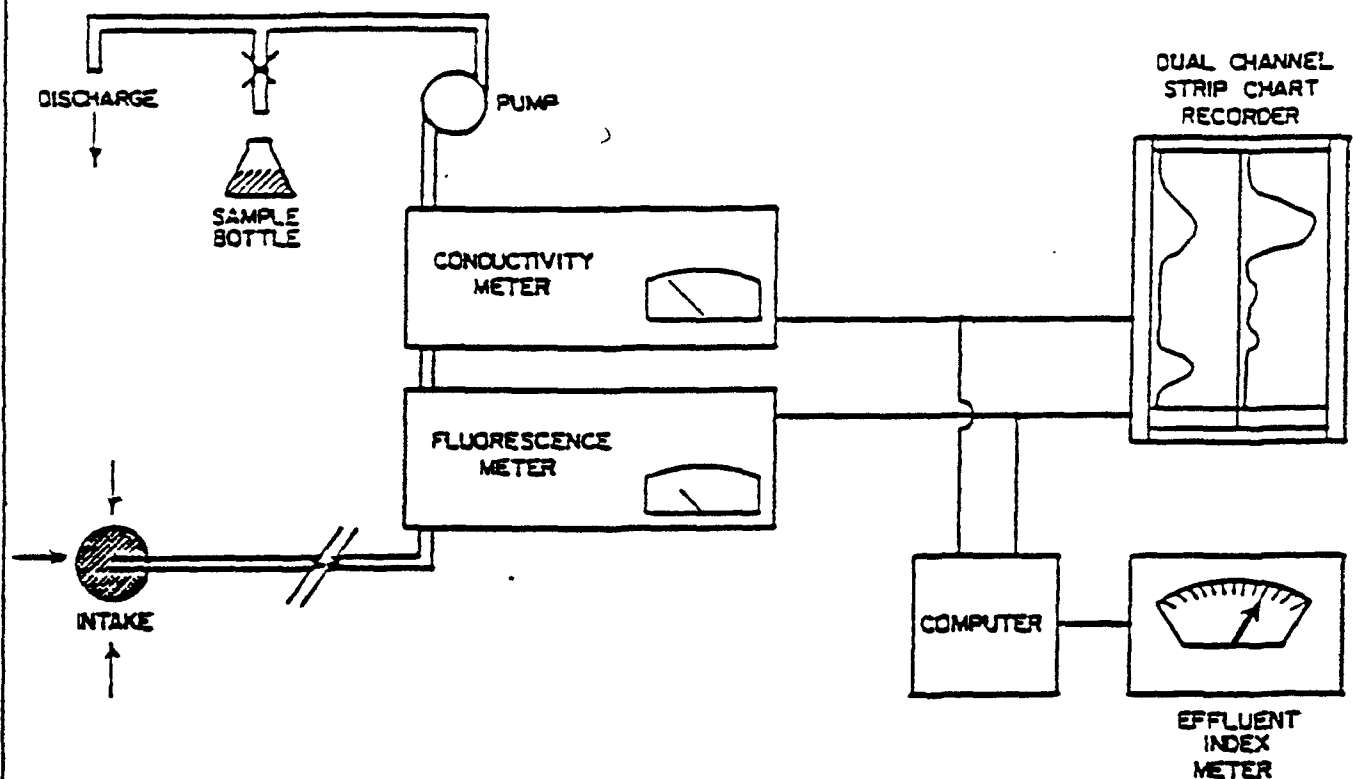 DUAL CHANNEL
STRIP CHART
RECORDER
DISCHARGE
PUMP
SAMPLE
BOTTLE
CONDUCTIVITY
METER
FLUORESCENCE
METER
INTAKE
COMPUTER
EFFLUENT
INDEX
METER